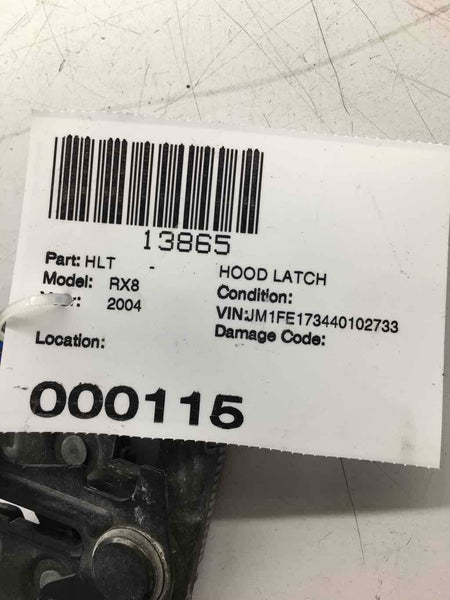 13865
Part: HLT - HOOD LATCH
Model: RX8 Condition:
2004 VIN:JM1FE173440102733
Location: Damage Code:
000115